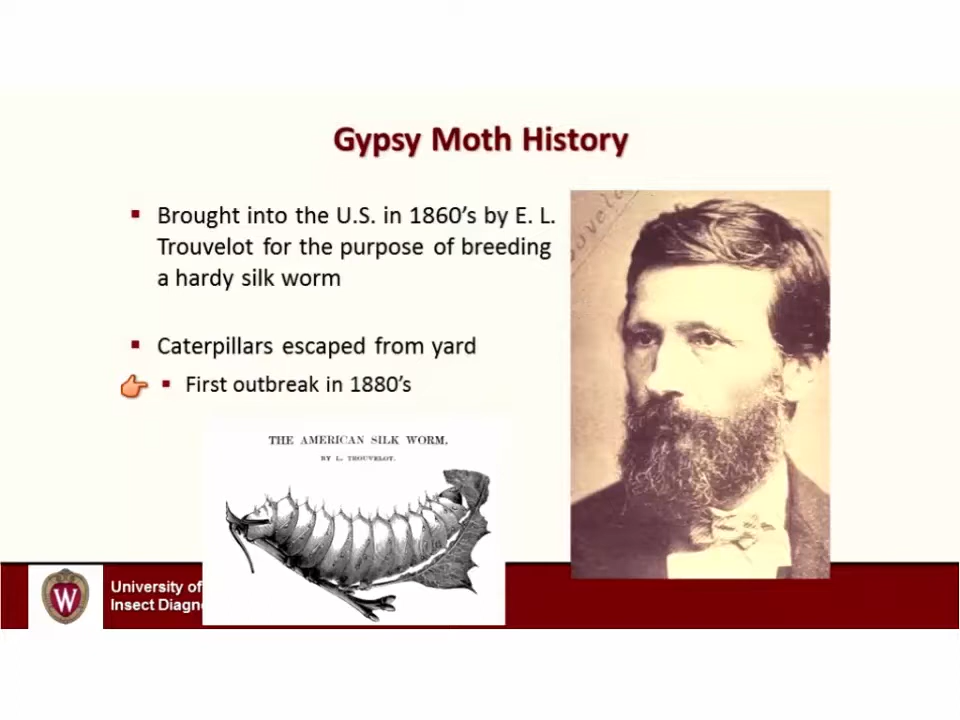 Gypsy Moth History
▪ Brought into the U.S. in 1860’s by E. L.
Trouvelot for the purpose of breeding
a hardy silk worm
▪ Caterpillars escaped from yard
▪ First outbreak in 1880’s
THE AMERICAN SILK WORM.
BY L. TROUVELOT.
W
University of
Insect Diagn